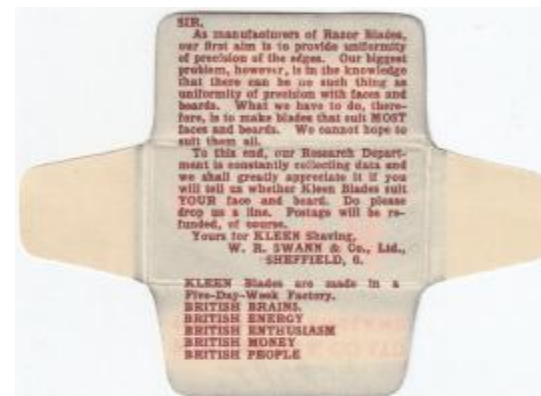 SIR,
As manufacturers of Razor Blades,
our first aim is to provide uniformity
of precision of the edges. Our biggest
problem, however, is in the knowledge
that there can be no such thing as
uniformity of precision with faces and
beards. What we have to do, there-
fore, is to make blades that suit MOST
faces and beards. We cannot hope to
suit them all.
To this end, our Research Depart-
ment is constantly collecting data and
we shall greatly appreciate it if you
will tell us whether Kleen Blades suit
YOUR face and beard. Do please
drop us a line. Postage will be re-
funded, of course.
Yours for KLEEN Shaving,
W. R. SWANN & Co., Ltd.,
SHEFFIELD, 6.
KLEEN Blades are made in a
Five-Day-Week Factory.
BRITISH BRAINS.
BRITISH ENERGY
BRITISH ENTHUSIASM
BRITISH MONEY
BRITISH PEOPLE